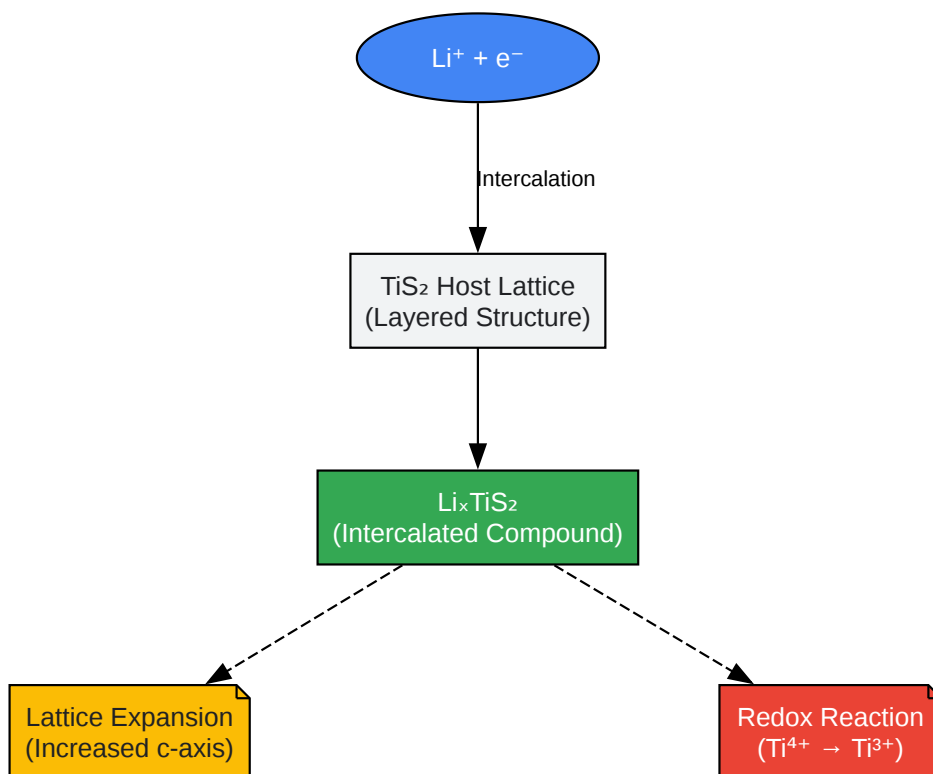 Li⁺ + e⁻
Intercalation
TiS₂ Host Lattice
(Layered Structure)
LiₓTiS₂
(Intercalated Compound)
Lattice Expansion
(Increased c-axis)
Redox Reaction
(Ti⁴⁺ → Ti³⁺)